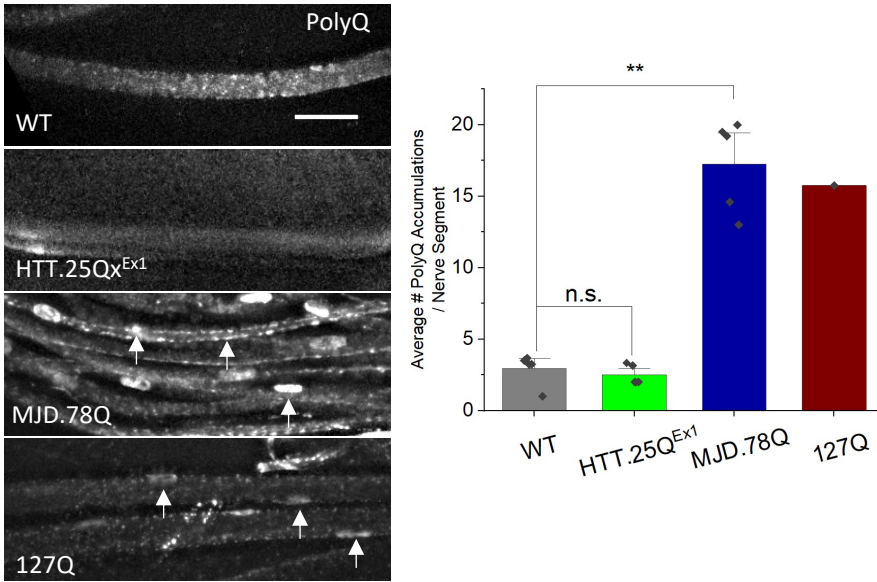 PolyQ
WT
HTT.25Qx^Ex1
MJD.78Q
127Q
Average # PolyQ Accumulations
/ Nerve Segment
20
15
10
5
0
**
n.s.
WT
HTT.25Q^Ex1
MJD.78Q
127Q